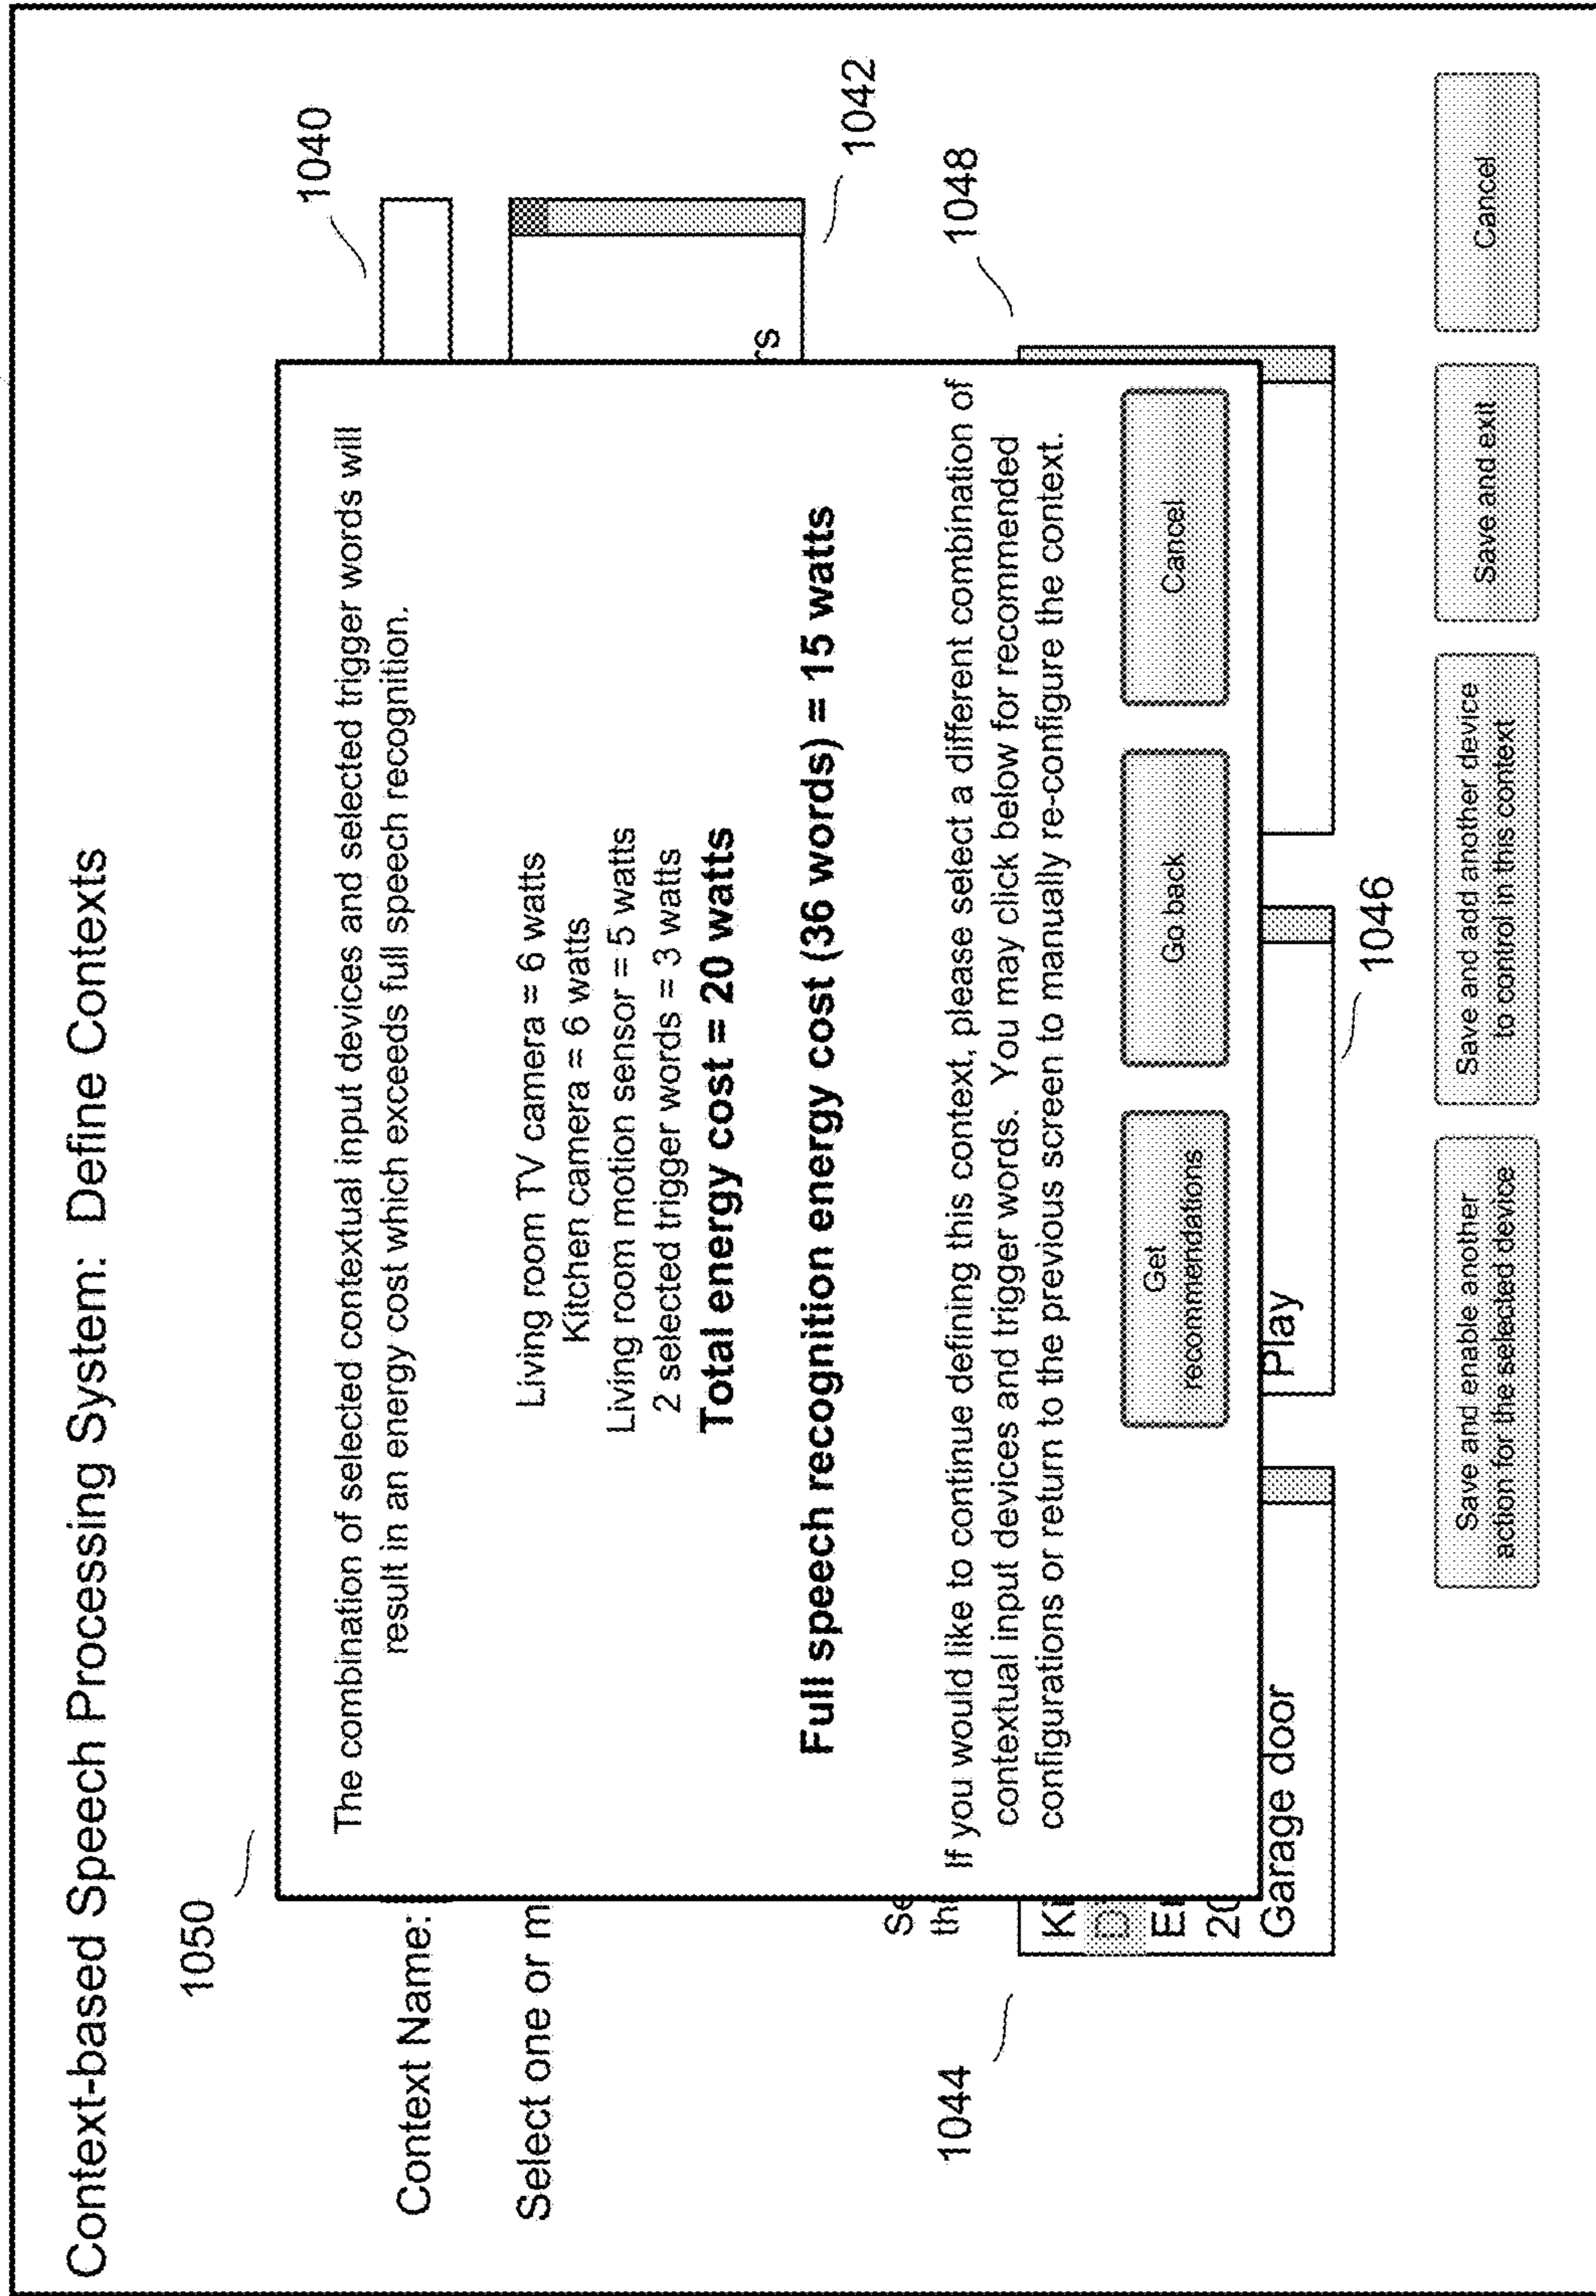 Context-based Speech Processing System: Define Contexts
1050
1040
Context Name:
Select one or m
1042
rs
The combination of selected contextual input devices and selected trigger words will
result in an energy cost which exceeds full speech recognition.
Living room TV camera = 6 watts
Kitchen camera = 6 watts
Living room motion sensor = 5 watts
2 selected trigger words = 3 watts
Total energy cost = 20 watts
Full speech recognition energy cost (36 words) = 15 watts
If you would like to continue defining this context, please select a different combination of
contextual input devices and trigger words. You may click below for recommended
configurations or return to the previous screen to manually re-configure the context.
Get
recommendations
Go back
Cancel
1044
1048
Se
th
Ki
D
E
20
Garage door
Play
1046
Save and enable another
action for the selected device
Save and add another device
to control in this context
Save and exit
Cancel